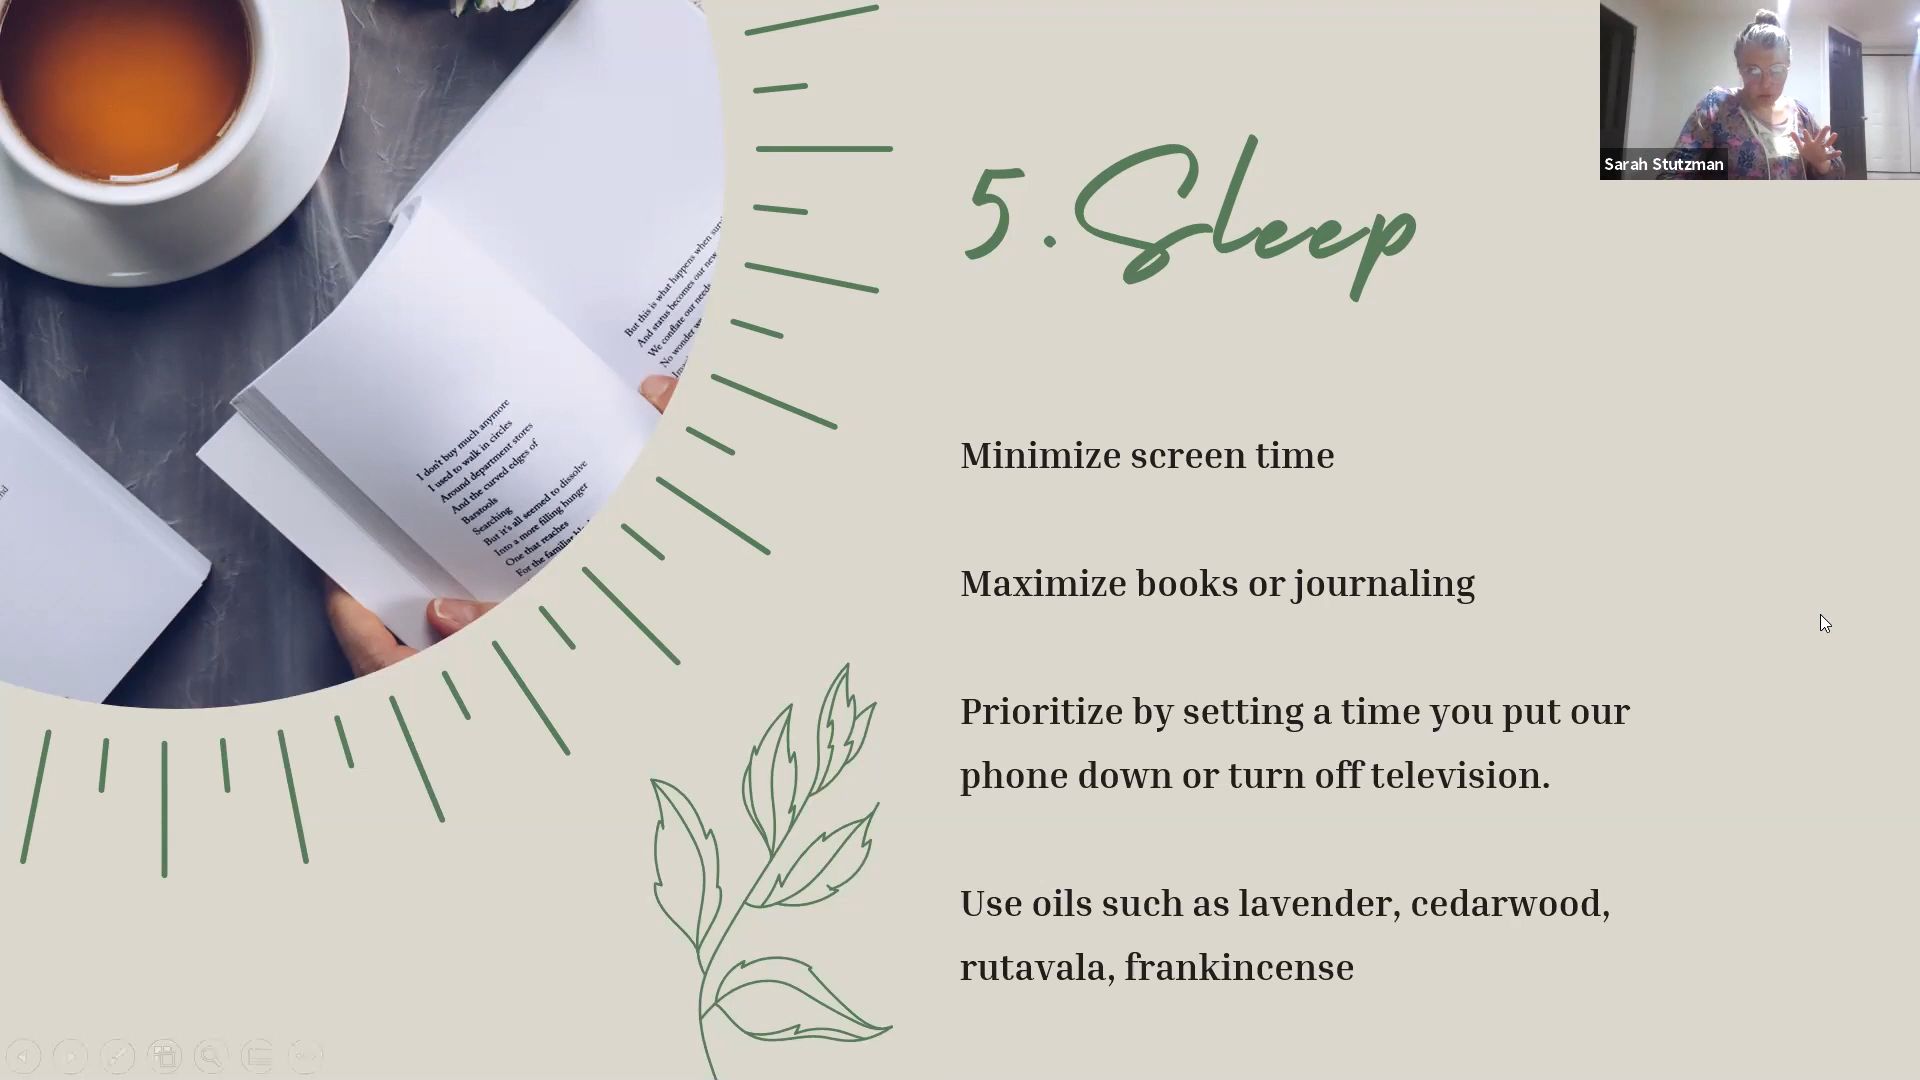 5. Sleep
Sarah Stutzman
Minimize screen time
Maximize books or journaling
Prioritize by setting a time you put our
phone down or turn off television.
Use oils such as lavender, cedarwood,
rutavala, frankincense
But this is what happens when
And status becomes our new
We conflate our needs
No wonder
I don't buy much anymore
I used to walk in circles
Around department stores
And the curved edges of
Barstools
Searching
But it's all seemed to dissolve
Into a more filling hunger
One that reaches
For the familiar